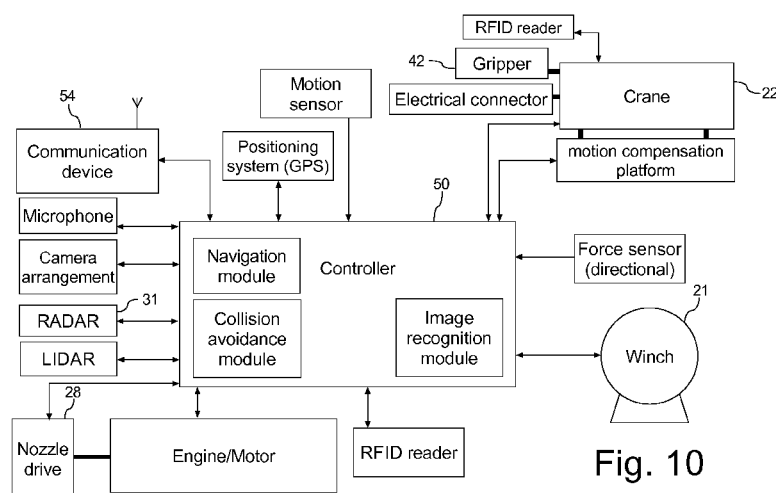 RFID reader
42
Gripper
Electrical connector
Crane
22
motion compensation
platform
Motion
sensor
54
Communication
device
Positioning
system (GPS)
50
Microphone
Camera
arrangement
31
RADAR
LIDAR
28
Nozzle
drive
Navigation
module
Controller
Collision
avoidance
module
Image
recognition
module
Force sensor
(directional)
21
Winch
Engine/Motor
RFID reader
Fig. 10